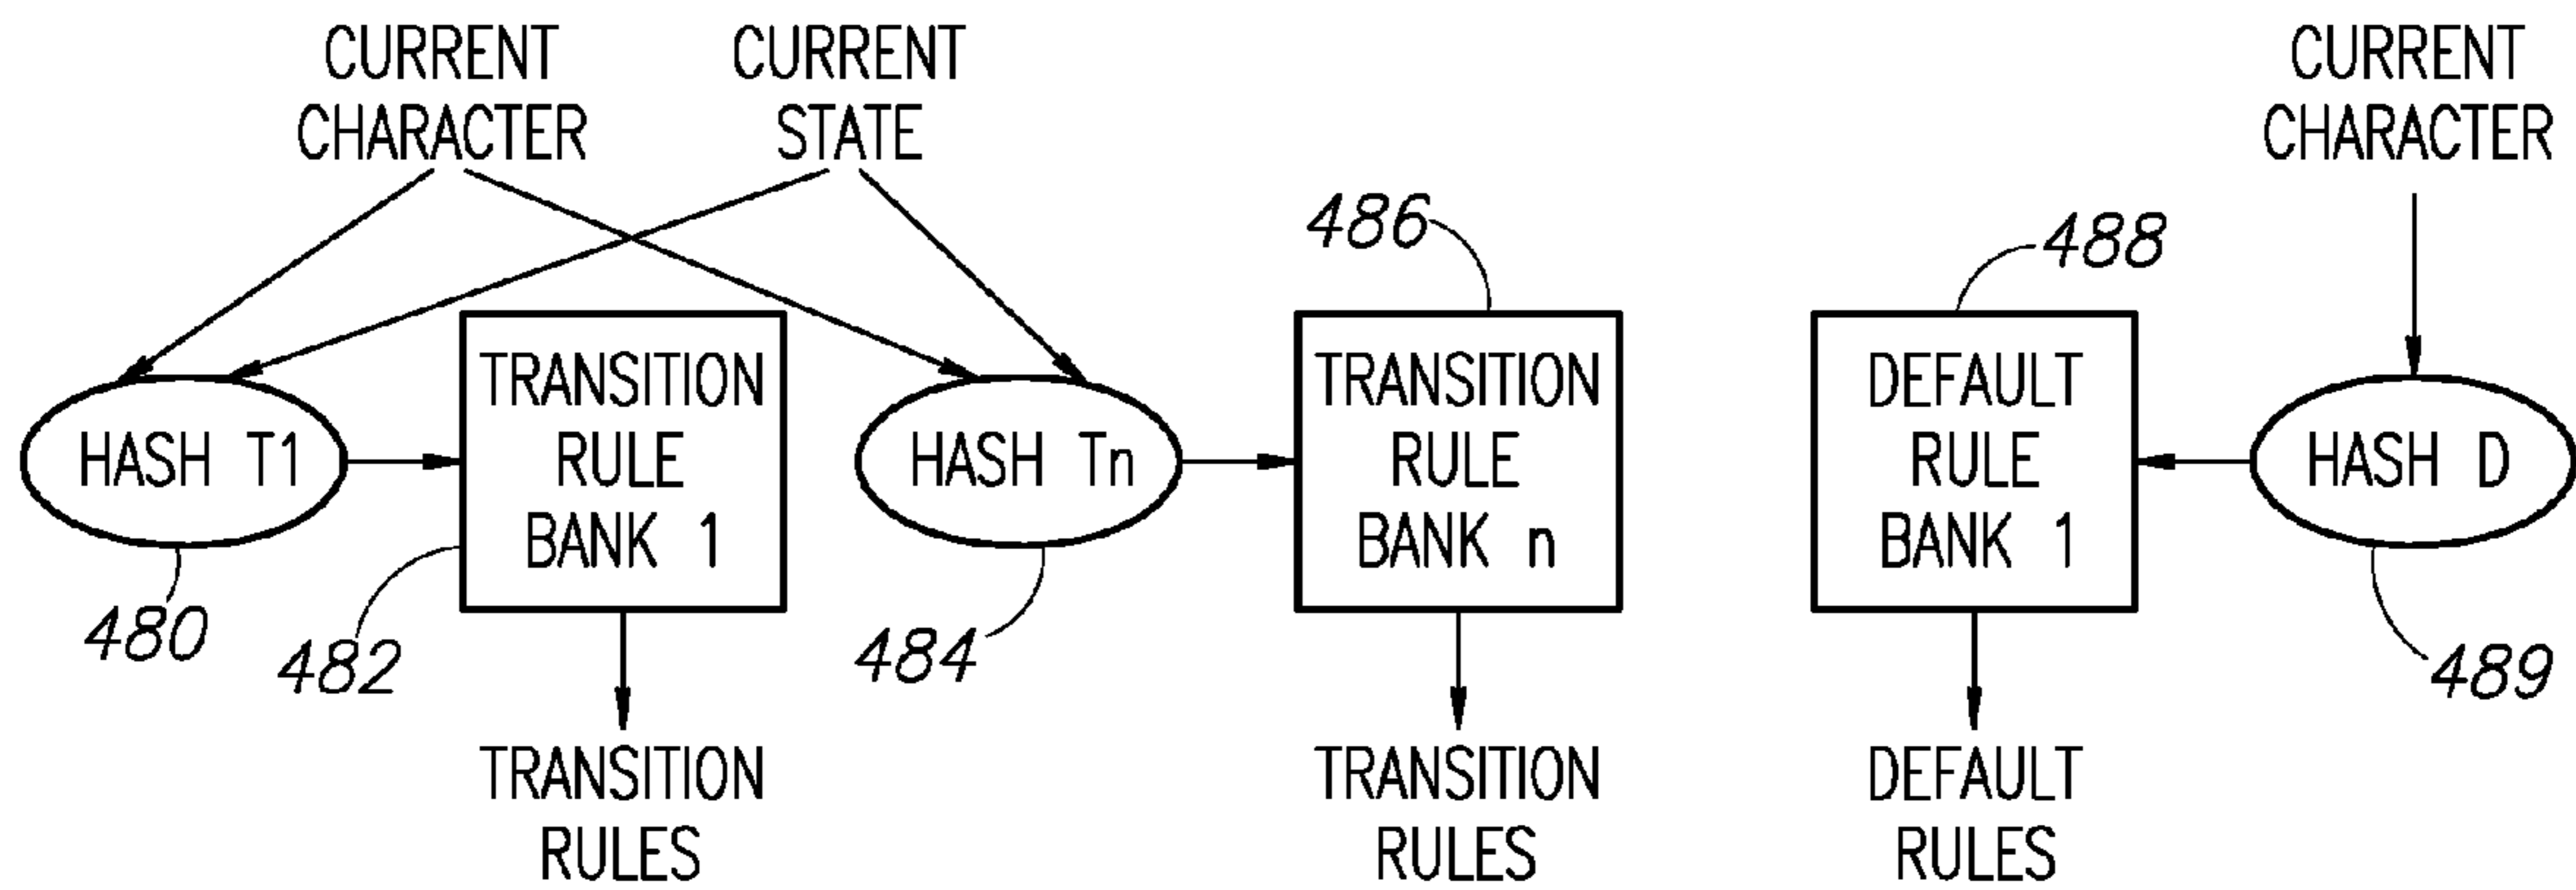 CURRENT
CHARACTER
CURRENT
STATE
CURRENT
CHARACTER
486
488
HASH T1
TRANSITION
RULE
BANK 1
HASH Tn
TRANSITION
RULE
BANK n
DEFAULT
RULE
BANK 1
HASH D
480
482
484
489
TRANSITION
RULES
TRANSITION
RULES
DEFAULT
RULES